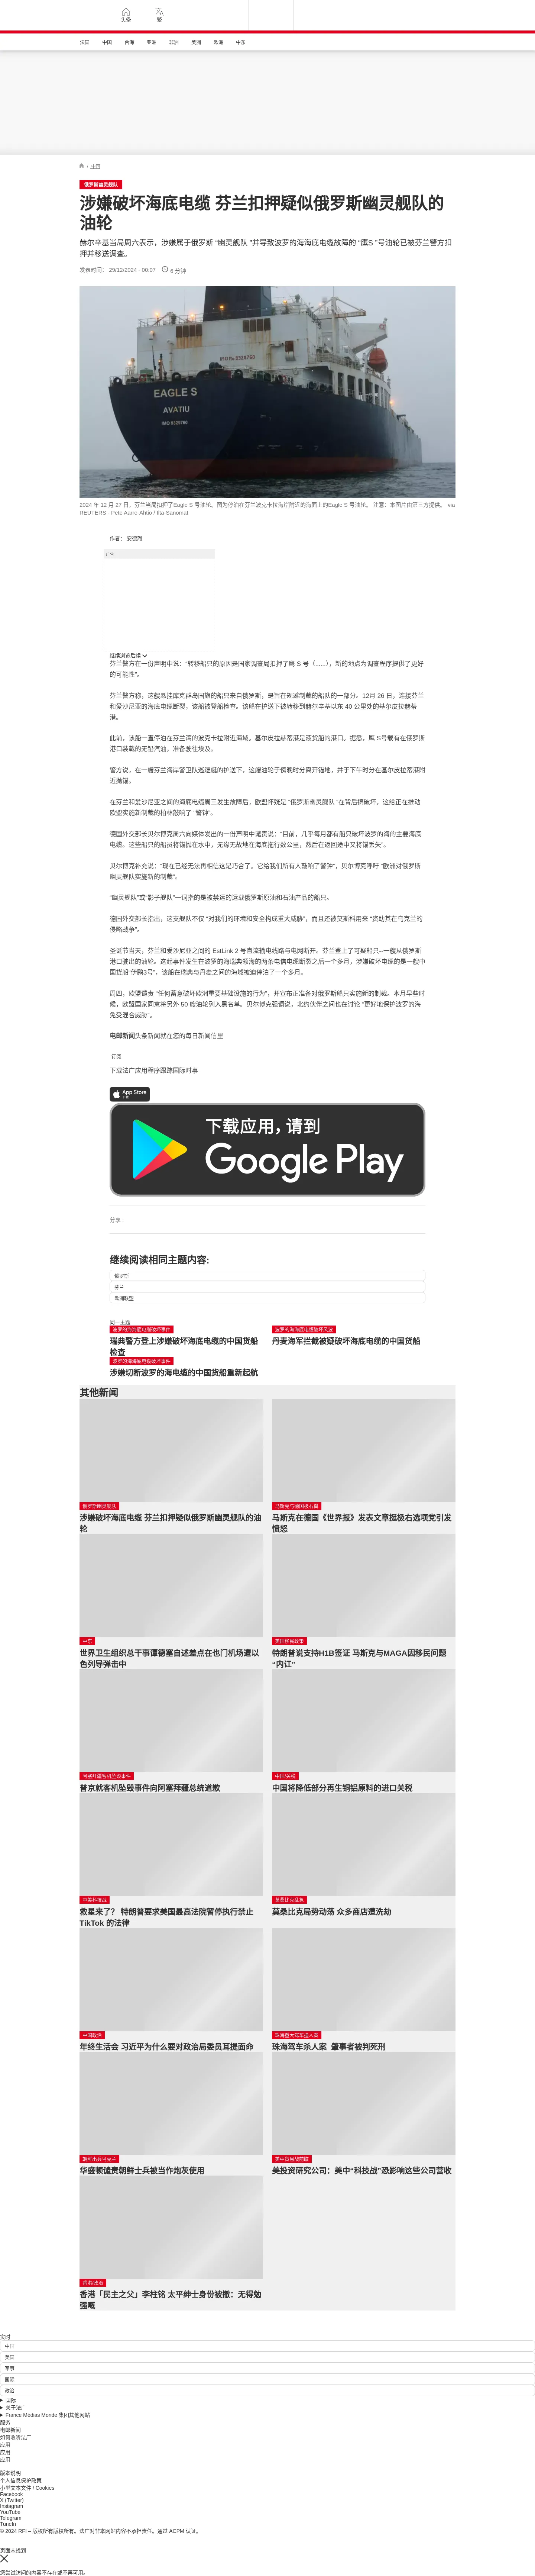 头条
繁
法国
中国
台海
亚洲
非洲
美洲
欧洲
中东
/ 中国
俄罗斯幽灵舰队
涉嫌破坏海底电缆 芬兰扣押疑似俄罗斯幽灵舰队的
油轮
赫尔辛基当局周六表示，涉嫌属于俄罗斯 “幽灵舰队 ”并导致波罗的海海底电缆故障的 “鹰S ”号油轮已被芬兰警方扣
押并移送调查。
发表时间： 29/12/2024 - 00:07 6 分钟
EAGLE S
AVATIU
IMO 9329760
EAGLE S
2024 年 12 月 27 日，芬兰当局扣押了Eagle S 号油轮。图为停泊在芬兰波克卡拉海岸附近的海面上的Eagle S 号油轮。 注意：本图片由第三方提供。 via
REUTERS - Pete Aarre-Ahtio / Ilta-Sanomat
作者： 安德烈
广告
继续浏览后续
芬兰警方在一份声明中说：“转移船只的原因是国家调查局扣押了鹰 S 号（......），新的地点为调查程序提供了更好
的可能性”。
芬兰警方称，这艘悬挂库克群岛国旗的船只来自俄罗斯，是旨在规避制裁的船队的一部分。12月 26 日，连接芬兰
和爱沙尼亚的海底电缆断裂，该船被登船检查。该船在护送下被转移到赫尔辛基以东 40 公里处的基尔皮拉赫蒂
港。
此前，该船一直停泊在芬兰湾的波克卡拉附近海域。基尔皮拉赫蒂港是液货船的港口。据悉，鹰 S号载有在俄罗斯
港口装载的无铅汽油，准备驶往埃及。
警方说，在一艘芬兰海岸警卫队巡逻艇的护送下，这艘油轮于傍晚时分离开锚地，并于下午时分在基尔皮拉蒂港附
近抛锚。
在芬兰和爱沙尼亚之间的海底电缆周三发生故障后，欧盟怀疑是 “俄罗斯幽灵舰队 ”在背后搞破坏，这给正在推动
欧盟实施新制裁的柏林敲响了 “警钟”。
德国外交部长贝尔博克周六向媒体发出的一份声明中谴责说：“目前，几乎每月都有船只破坏波罗的海的主要海底
电缆。这些船只的船员将锚抛在水中，无缘无故地在海底拖行数公里，然后在返回途中又将锚丢失”。
贝尔博克补充说：“现在已经无法再相信这是巧合了。它给我们所有人敲响了警钟”，贝尔博克呼吁 “欧洲对俄罗斯
幽灵舰队实施新的制裁”。
“幽灵舰队”或“影子舰队”一词指的是被禁运的运载俄罗斯原油和石油产品的船只。
德国外交部长指出，这支舰队不仅 “对我们的环境和安全构成重大威胁”，而且还被莫斯科用来 “资助其在乌克兰的
侵略战争”。
圣诞节当天，芬兰和爱沙尼亚之间的 EstLink 2 号直流输电线路与电网断开。芬兰登上了可疑船只--一艘从俄罗斯
港口驶出的油轮。这起事件发生在波罗的海瑞典领海的两条电信电缆断裂之后一个多月，涉嫌破坏电缆的是一艘中
国货船“伊鹏3号”，该船在瑞典与丹麦之间的海域被迫停泊了一个多月。
周四，欧盟谴责 “任何蓄意破坏欧洲重要基础设施的行为”，并宣布正准备对俄罗斯船只实施新的制裁。本月早些时
候，欧盟国家同意将另外 50 艘油轮列入黑名单。贝尔博克强调说，北约伙伴之间也在讨论 “更好地保护波罗的海
免受混合威胁”。
电邮新闻头条新闻就在您的每日新闻信里
订阅
下载法广应用程序跟踪国际时事
App Store
下载应用，请到
Google Play
分享 :
继续阅读相同主题内容:
俄罗斯
芬兰
欧洲联盟
同一主题
波罗的海海底电缆破坏事件
瑞典警方登上涉嫌破坏海底电缆的中国货船
检查
波罗的海海底电缆破坏风波
丹麦海军拦截被疑破坏海底电缆的中国货船
波罗的海海底电缆破坏事件
涉嫌切断波罗的海电缆的中国货船重新起航
其他新闻
俄罗斯幽灵舰队
涉嫌破坏海底电缆 芬兰扣押疑似俄罗斯幽灵舰队的油
轮
马斯克与德国极右翼
马斯克在德国《世界报》发表文章挺极右选项党引发
愤怒
中东
世界卫生组织总干事谭德塞自述差点在也门机场遭以
色列导弹击中
美国移民政策
特朗普说支持H1B签证 马斯克与MAGA因移民问题
“内讧”
阿塞拜疆客机坠毁事件
普京就客机坠毁事件向阿塞拜疆总统道歉
中国/关税
中国将降低部分再生铜铝原料的进口关税
中美科技战
救星来了？ 特朗普要求美国最高法院暂停执行禁止
TikTok 的法律
莫桑比克乱象
莫桑比克局势动荡 众多商店遭洗劫
中国政治
年终生活会 习近平为什么要对政治局委员耳提面命
珠海重大驾车撞人案
珠海驾车杀人案 肇事者被判死刑
朝鲜出兵乌克兰
华盛顿谴责朝鲜士兵被当作炮灰使用
美中贸易战前瞻
美投资研究公司：美中“科技战”恐影响这些公司营收
香港/政治
香港「民主之父」李柱铭 太平绅士身份被撤：无得勉
强嘅
实时
中国
美国
军事
国际
政治
国际
关于法广
France Médias Monde 集团其他网站
服务
电邮新闻
如何收听法广
应用
应用
应用
版本说明
个人信息保护政策
小型文本文件 / Cookies
Facebook
X (Twitter)
Instagram
YouTube
Telegram
TuneIn
© 2024 RFI – 版权所有版权所有。法广对非本网站内容不承担责任。通过 ACPM 认证。
页面未找到
您尝试访问的内容不存在或不再可用。